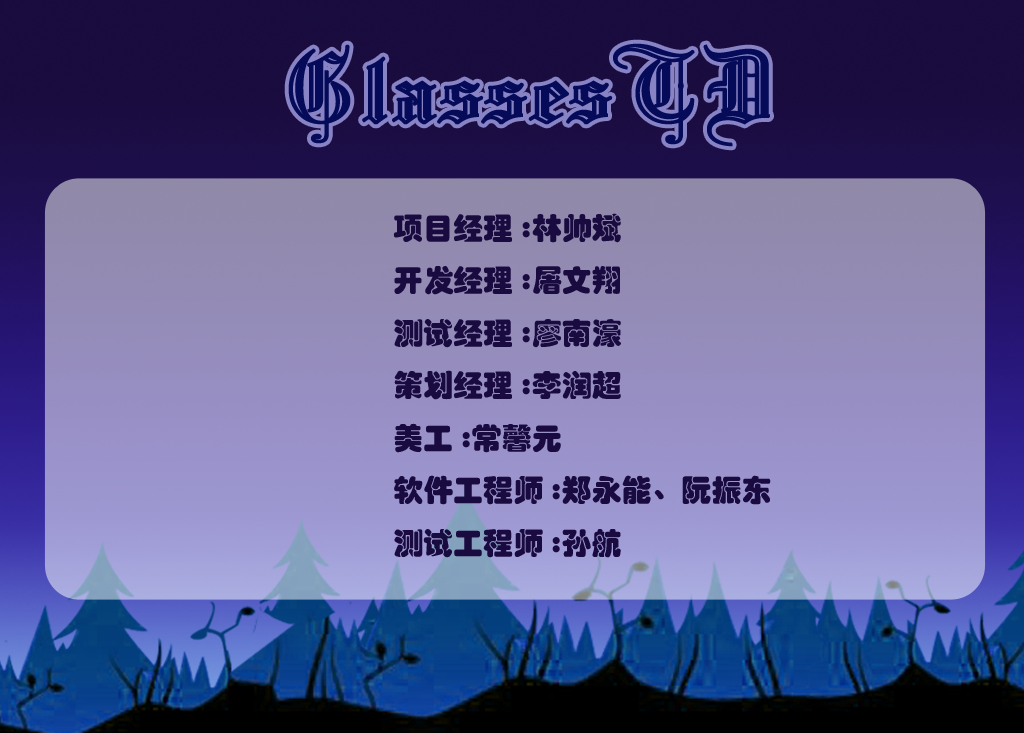 GlassesTD
项目经理 :林帅斌
开发经理 :屠文翔
测试经理 :廖南濠
策划经理 :李润超
美工 :常馨元
软件工程师 :郑永能、阮振东
测试工程师 :孙航